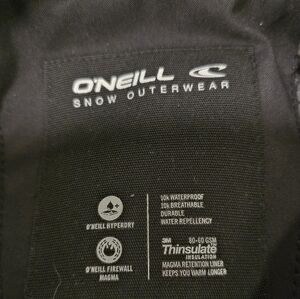 O'NEILL
SNOW OUTERWEAR
O'NEILL HYPERDRY
10K WATERPROOF
10K BREATHABLE
DURABLE
WATER REPELLENCY
O'NEILL FIREWALL
MAGMA
3M
80-60 GSM
Thinsulate
INSULATION
MAGMA RETENTION LINER
KEEPS YOU WARM LONGER